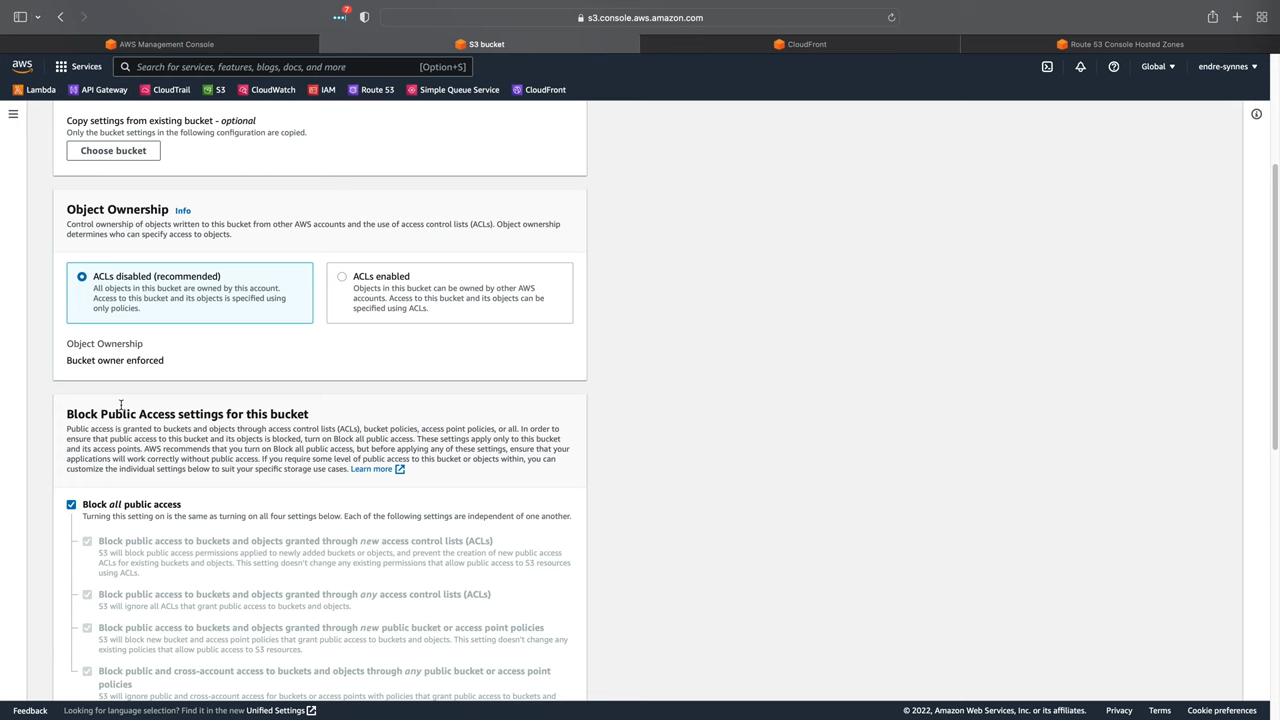 7
s3.console.aws.amazon.com
AWS Management Console
S3 bucket
CloudFront
Route 53 Console Hosted Zones
aws
Services
Search for services, features, blogs, docs, and more
[Option+S]
Global
endre-synnes
Lambda
API Gateway
CloudTrail
S3
CloudWatch
IAM
Route 53
Simple Queue Service
CloudFront
Copy settings from existing bucket - optional
Only the bucket settings in the following configuration are copied.
Choose bucket
Object Ownership Info
Control ownership of objects written to this bucket from other AWS accounts and the use of access control lists (ACLs). Object ownership
determines who can specify access to objects.
ACLs disabled (recommended)
All objects in this bucket are owned by this account.
Access to this bucket and its objects is specified using
only policies.
ACLs enabled
Objects in this bucket can be owned by other AWS
accounts. Access to this bucket and its objects can be
specified using ACLs.
Object Ownership
Bucket owner enforced
Block Public Access settings for this bucket
Public access is granted to buckets and objects through access control lists (ACLs), bucket policies, access point policies, or all. In order to
ensure that public access to this bucket and its objects is blocked, turn on Block all public access. These settings apply only to this bucket
and its access points. AWS recommends that you turn on Block all public access, but before applying any of these settings, ensure that your
applications will work correctly without public access. If you require some level of public access to this bucket or objects within, you can
customize the individual settings below to suit your specific storage use cases. Learn more
Block all public access
Turning this setting on is the same as turning on all four settings below. Each of the following settings are independent of one another.
Block public access to buckets and objects granted through new access control lists (ACLs)
S3 will block public access permissions applied to newly added buckets or objects, and prevent the creation of new public access
ACLs for existing buckets and objects. This setting doesn't change any existing permissions that allow public access to S3 resources
using ACLs.
Block public access to buckets and objects granted through any access control lists (ACLs)
S3 will ignore all ACLs that grant public access to buckets and objects.
Block public access to buckets and objects granted through new public bucket or access point policies
S3 will block new bucket and access point policies that grant public access to buckets and objects. This setting doesn't change any
existing policies that allow public access to S3 resources.
Block public and cross-account access to buckets and objects through any public bucket or access point
policies
S3 will ignore public and cross-account access for buckets or access points with policies that grant public access to buckets and
Feedback
Looking for language selection? Find it in the new Unified Settings
© 2022, Amazon Web Services, Inc. or its affiliates.
Privacy
Terms
Cookie preferences